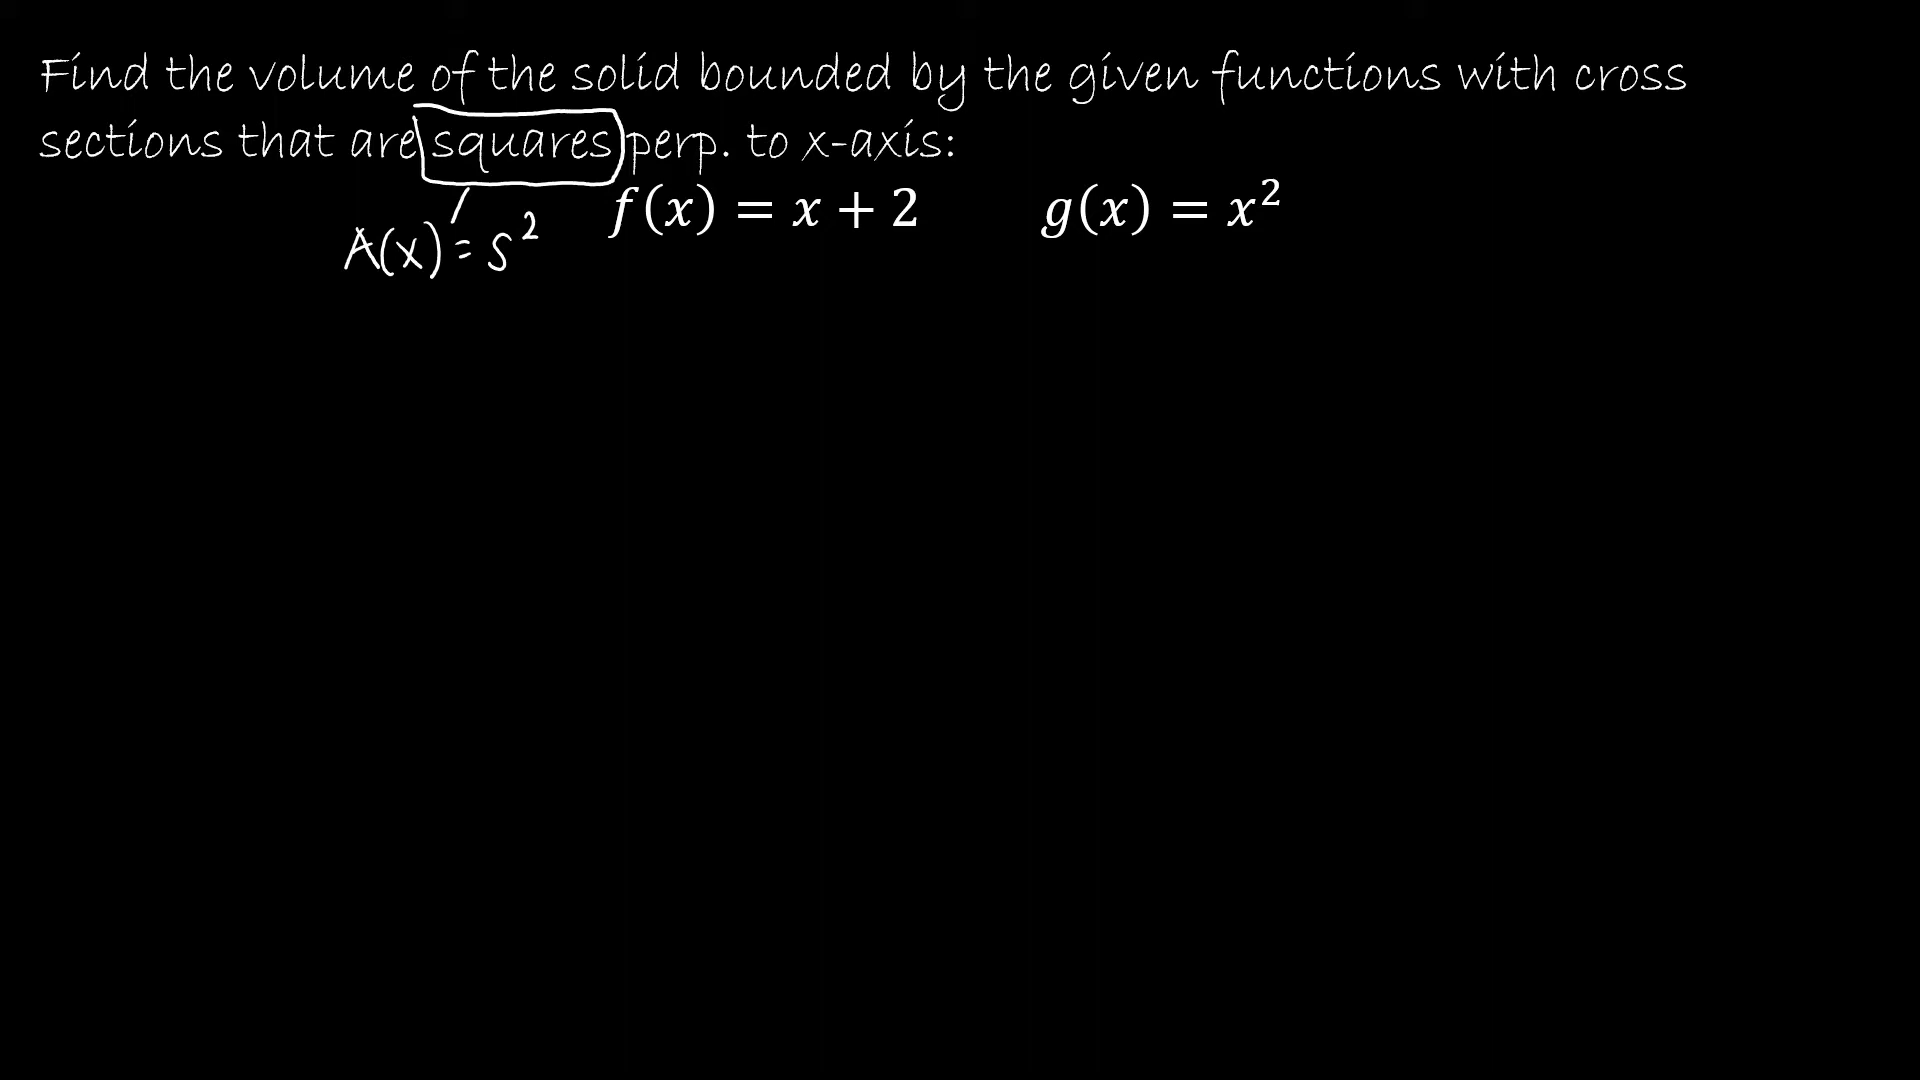 Find the volume of the solid bounded by the given functions with cross
sections that are squares perp. to x-axis:
f(x) = x + 2 g(x) = x²
A(x) = s²